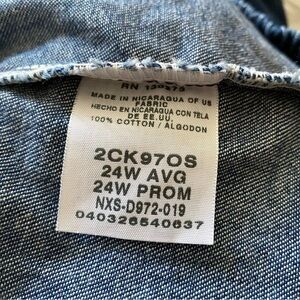 RN
MADE IN NICARAGUA OF US
FABRIC
HECHO EN NICARAGUA CON TELA
DE EE.UU.
100% COTTON / ALGODON
2CK97OS
24W AVG
24W PROM
NXS-D972-019
040326540637